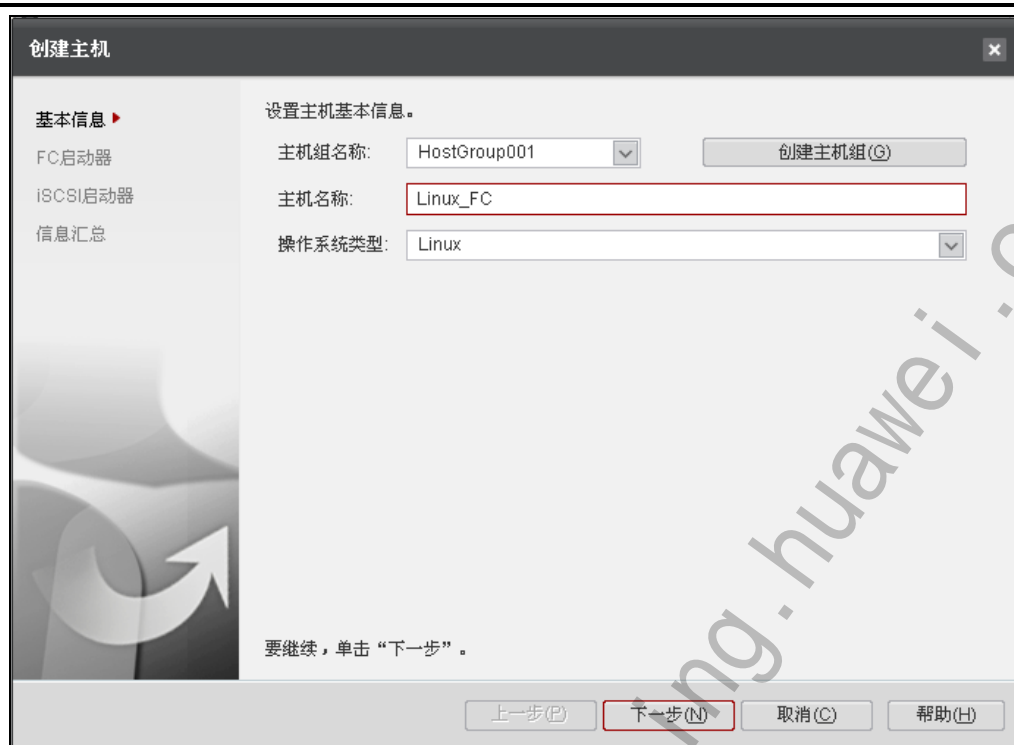 创建主机
基本信息
FC启动器
iSCSI启动器
信息汇总
设置主机基本信息。
主机组名称: HostGroup001 创建主机组(G)
主机名称: Linux_FC
操作系统类型: Linux
要继续，单击“下一步”。
上一步(P) 下一步(N) 取消(C) 帮助(H)
ing.huawei.